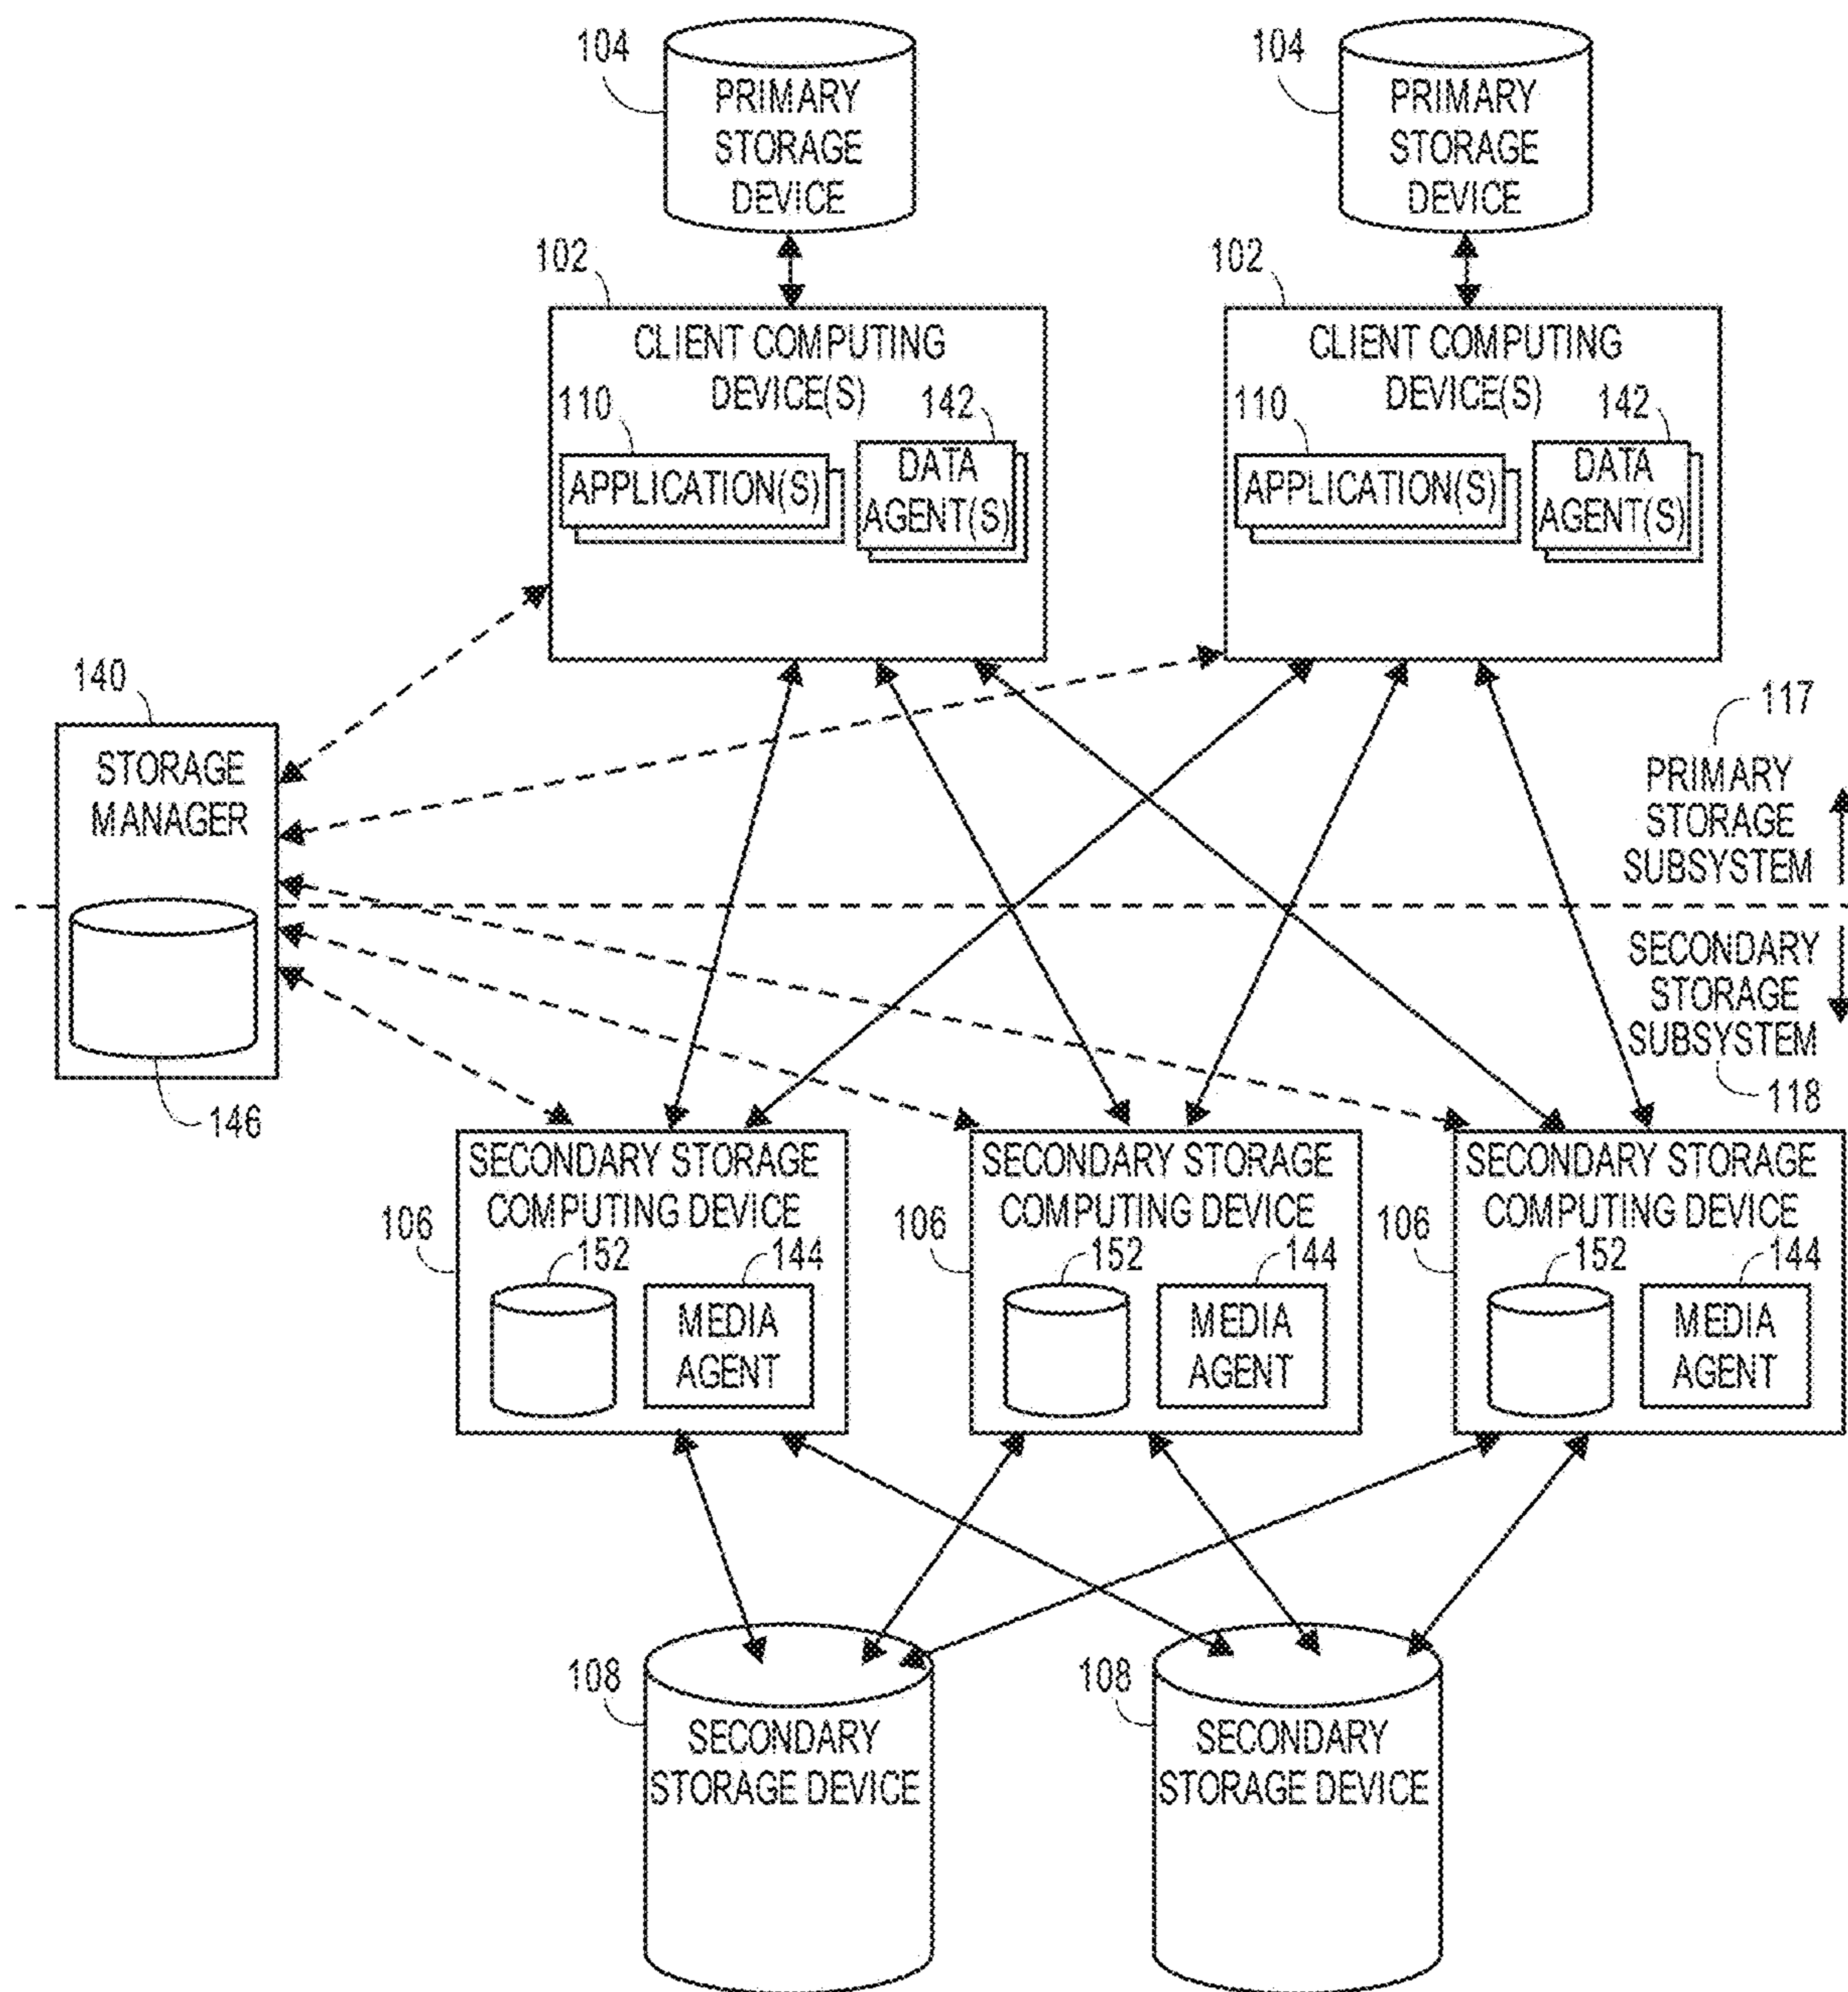 104
PRIMARY
STORAGE
DEVICE
104
PRIMARY
STORAGE
DEVICE
102
CLIENT COMPUTING
DEVICE(S)
110
142
APPLICATION(S)
DATA
AGENT(S)
102
CLIENT COMPUTING
DEVICE(S)
110
142
APPLICATION(S)
DATA
AGENT(S)
140
STORAGE
MANAGER
146
117
PRIMARY
STORAGE
SUBSYSTEM
SECONDARY
STORAGE
SUBSYSTEM
118
SECONDARY STORAGE
COMPUTING DEVICE
106
152
144
MEDIA
AGENT
SECONDARY STORAGE
COMPUTING DEVICE
106
152
144
MEDIA
AGENT
SECONDARY STORAGE
COMPUTING DEVICE
106
152
144
MEDIA
AGENT
108
SECONDARY
STORAGE DEVICE
108
SECONDARY
STORAGE DEVICE